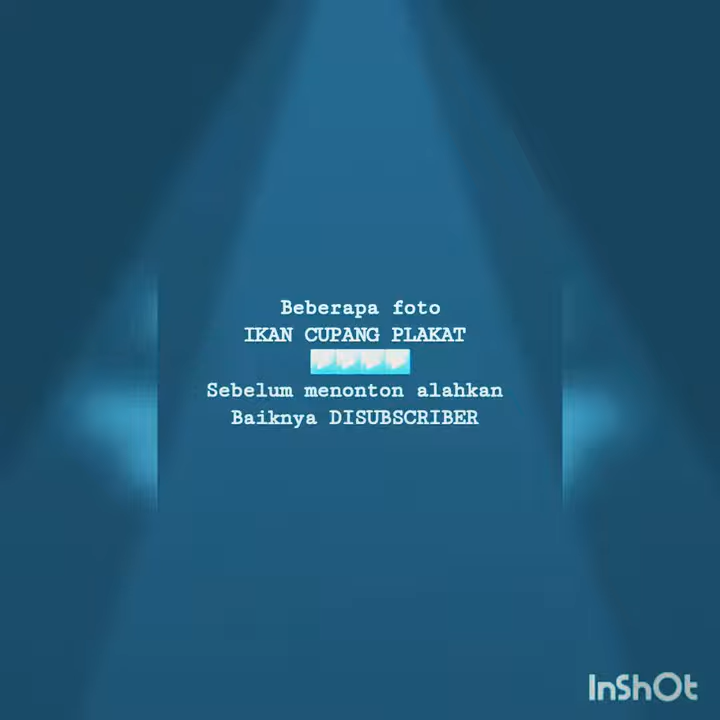 Beberapa foto
IKAN CUPANG PLAKAT
Sebelum menonton alahkan
Baiknya DISUBSCRIBER
InShOt